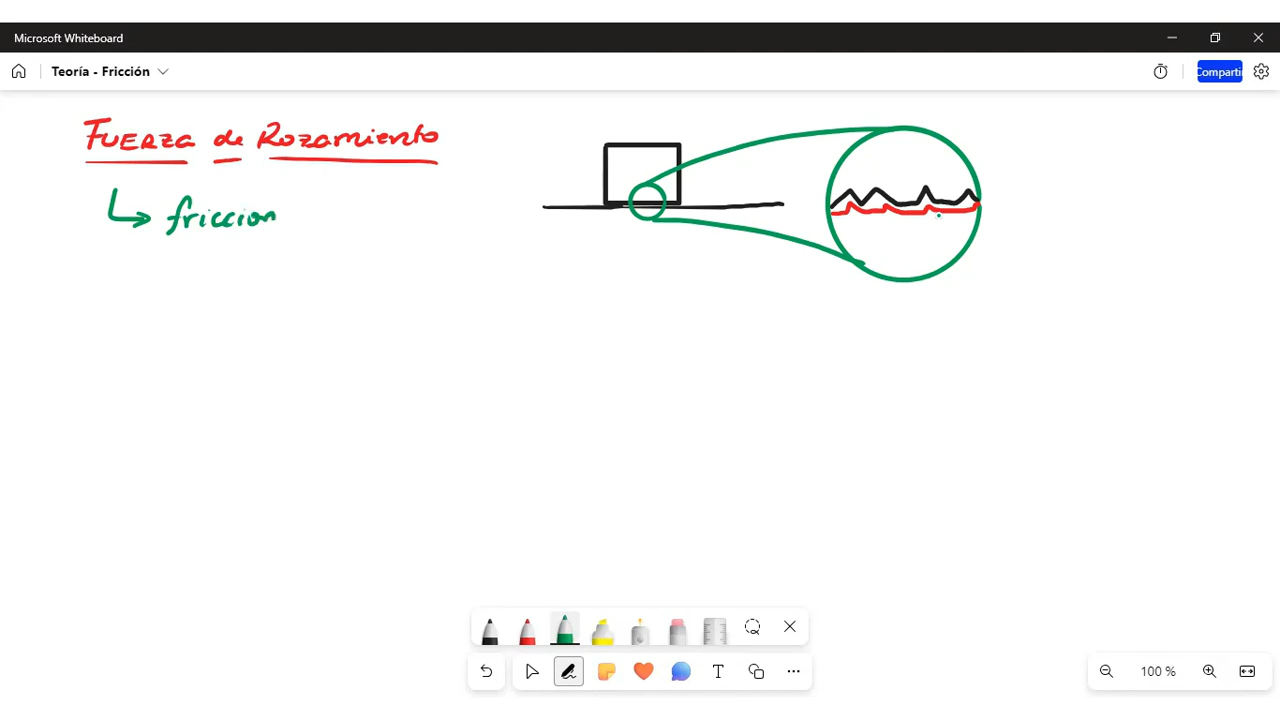 Microsoft Whiteboard
Teoría - Fricción
Comparti
FUERZA de Rozamiento
friccion
100 %